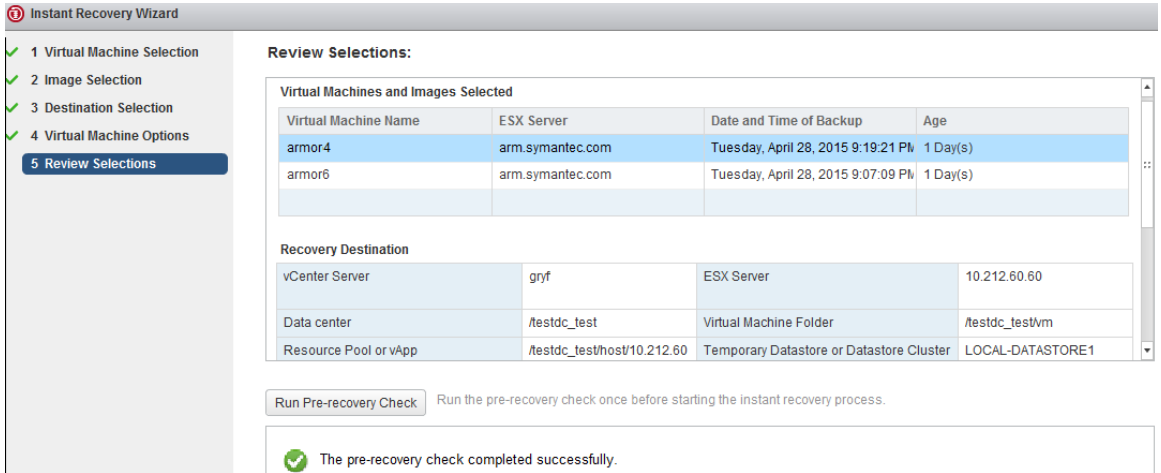 Instant Recovery Wizard
1 Virtual Machine Selection
2 Image Selection
3 Destination Selection
4 Virtual Machine Options
5 Review Selections
Review Selections:
Virtual Machines and Images Selected
Virtual Machine Name ESX Server Date and Time of Backup Age
armor4 arm.symantec.com Tuesday, April 28, 2015 9:19:21 PM 1 Day(s)
armor6 arm.symantec.com Tuesday, April 28, 2015 9:07:09 PM 1 Day(s)
Recovery Destination
vCenter Server gryf ESX Server 10.212.60.60
Data center /testdc_test Virtual Machine Folder /testdc_test/vm
Resource Pool or vApp /testdc_test/host/10.212.60 Temporary Datastore or Datastore Cluster LOCAL-DATASTORE1
Run Pre-recovery Check Run the pre-recovery check once before starting the instant recovery process.
The pre-recovery check completed successfully.